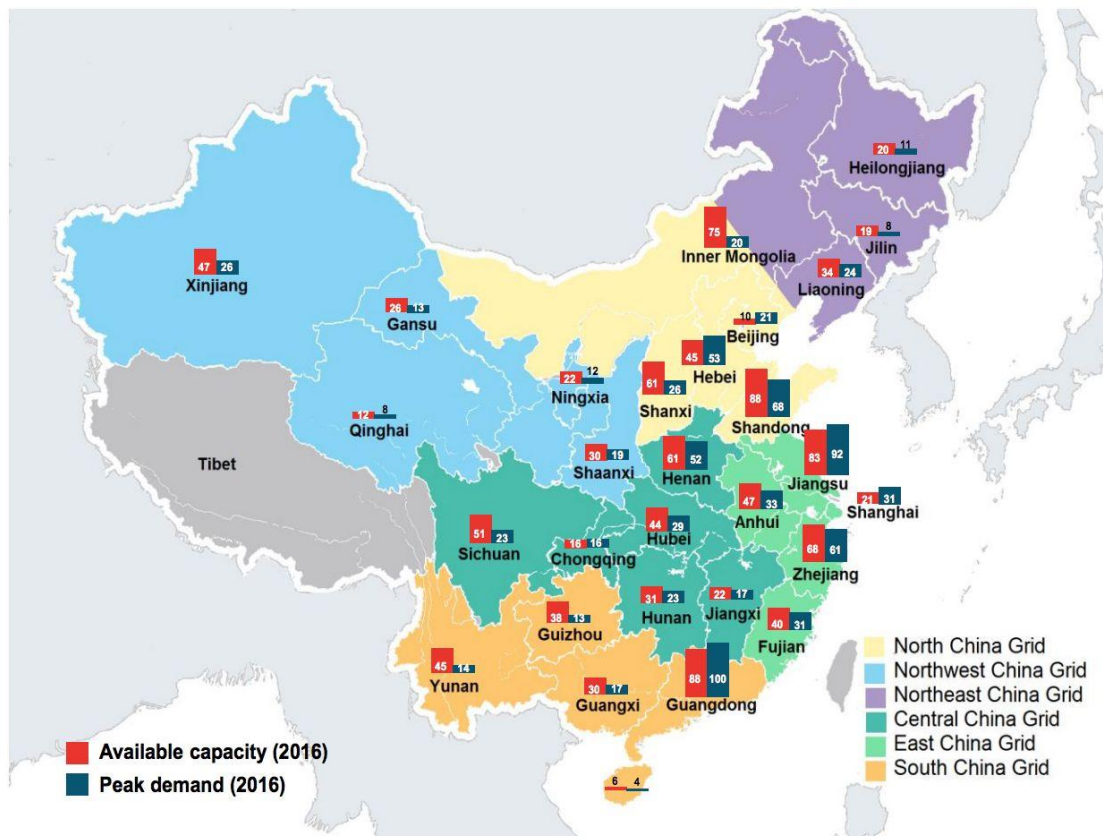 20 11
Heilongjiang
75 20
Inner Mongolia
19 8
Jilin
34 24
Liaoning
47 26
Xinjiang
26 13
Gansu
10 21
Beijing
45 53
Hebei
22 12
Ningxia
61 26
Shanxi
88 68
Shandong
12 8
Qinghai
Tibet
30 19
Shaanxi
61 52
Henan
83 92
Jiangsu
47 33
Anhui
21 31
Shanghai
51 23
Sichuan
16 16
Chongqing
44 29
Hubei
68 61
Zhejiang
31 23
Hunan
22 17
Jiangxi
38 13
Guizhou
40 31
Fujian
45 14
Yunan
30 17
Guangxi
88 100
Guangdong
6 4
North China Grid
Northwest China Grid
Northeast China Grid
Central China Grid
East China Grid
South China Grid
Available capacity (2016)
Peak demand (2016)